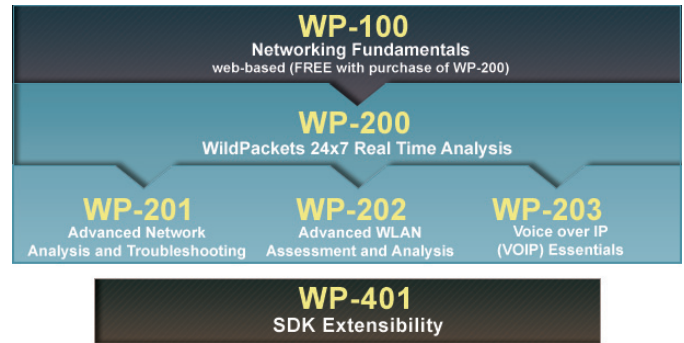 WP-100
Networking Fundamentals
web-based (FREE with purchase of WP-200)
WP-200
WildPackets 24x7 Real Time Analysis
WP-201
Advanced Network
Analysis and Troubleshooting
WP-202
Advanced WLAN
Assessment and Analysis
WP-203
Voice over IP
(VOIP) Essentials
WP-401
SDK Extensibility